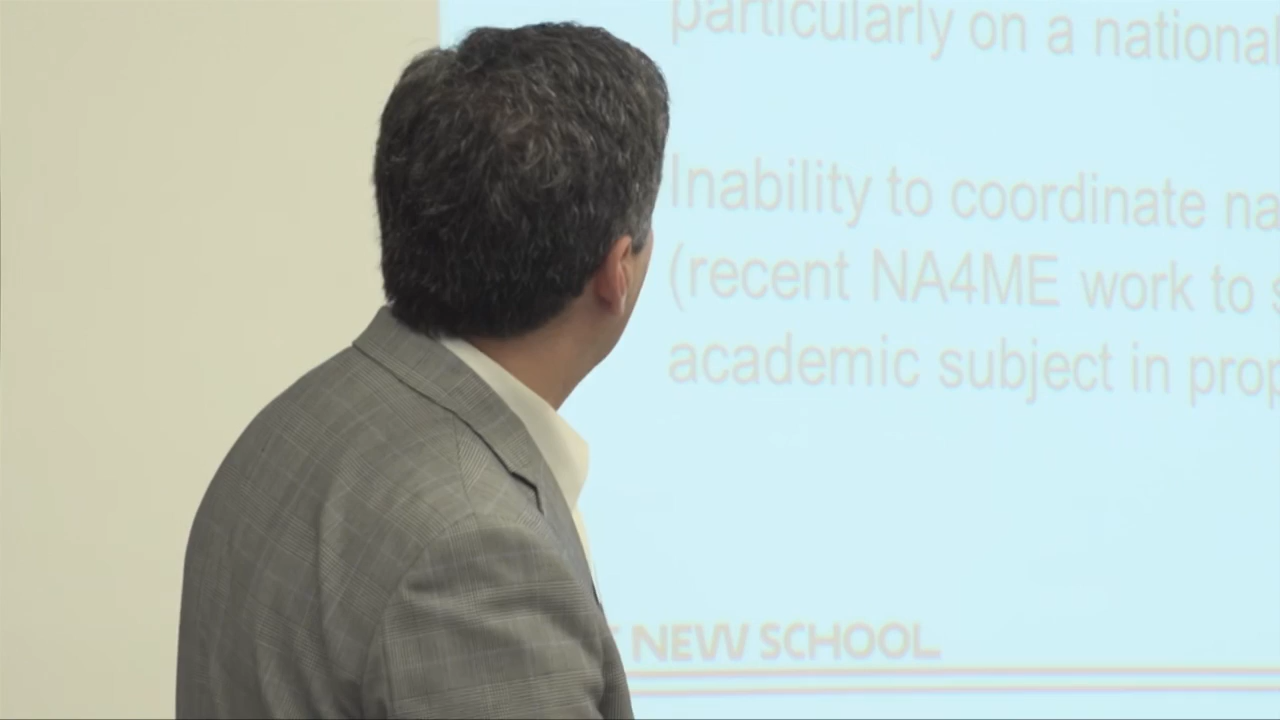 particularly on a national
Inability to coordinate na
(recent NA4ME work to s
academic subject in prop
NEW SCHOOL